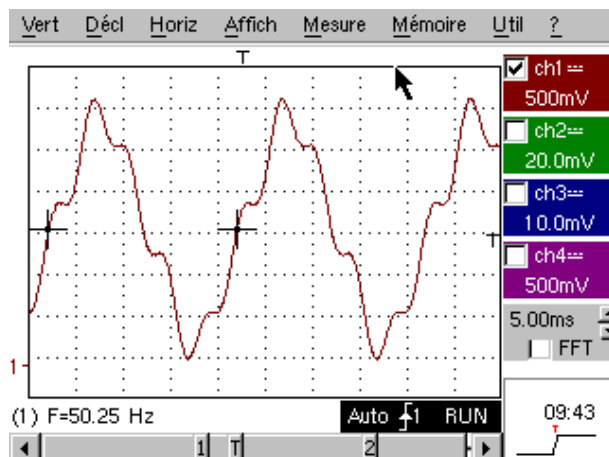 Vert Décl Horiz Affich Mesure Mémoire Util ?
T
ch1
500mV
ch2
20.0mV
ch3
10.0mV
T
ch4
500mV
5.00ms
FFT
1
(1) F=50.25 Hz
Auto 1 RUN
09:43
T
1 T 2